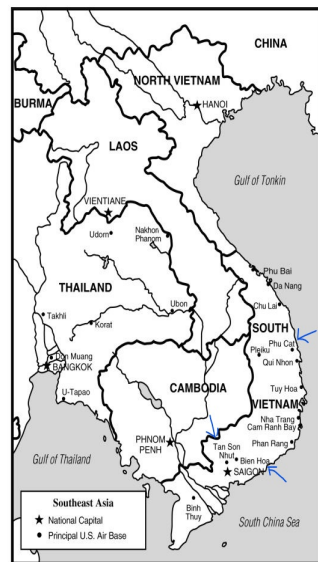 CHINA
NORTH VIETNAM
BURMA
HANOI
LAOS
Gulf of Tonkin
VIENTIANE
Udorn
Nakhon
Phangm
Phu Bai
Da Nang
THAILAND
Chu Lai
Takhli
Ubon
Korat
SOUTH
Phu Cat
Pleiku
Don Muang
BANGKOK
Qui Nhon
CAMBODIA
Tuy Hoa
U-Tapao
VIETNAM
Nha Trang
Cam Ranh Bay
PHNOM
PENH
Tan Son
Nhut
Phan Rang
Bien Hoa
Gulf of Thailand
SAIGON
Southeast Asia
National Capital
Principal U.S. Air Base
Binh
Thuy
South China Sea